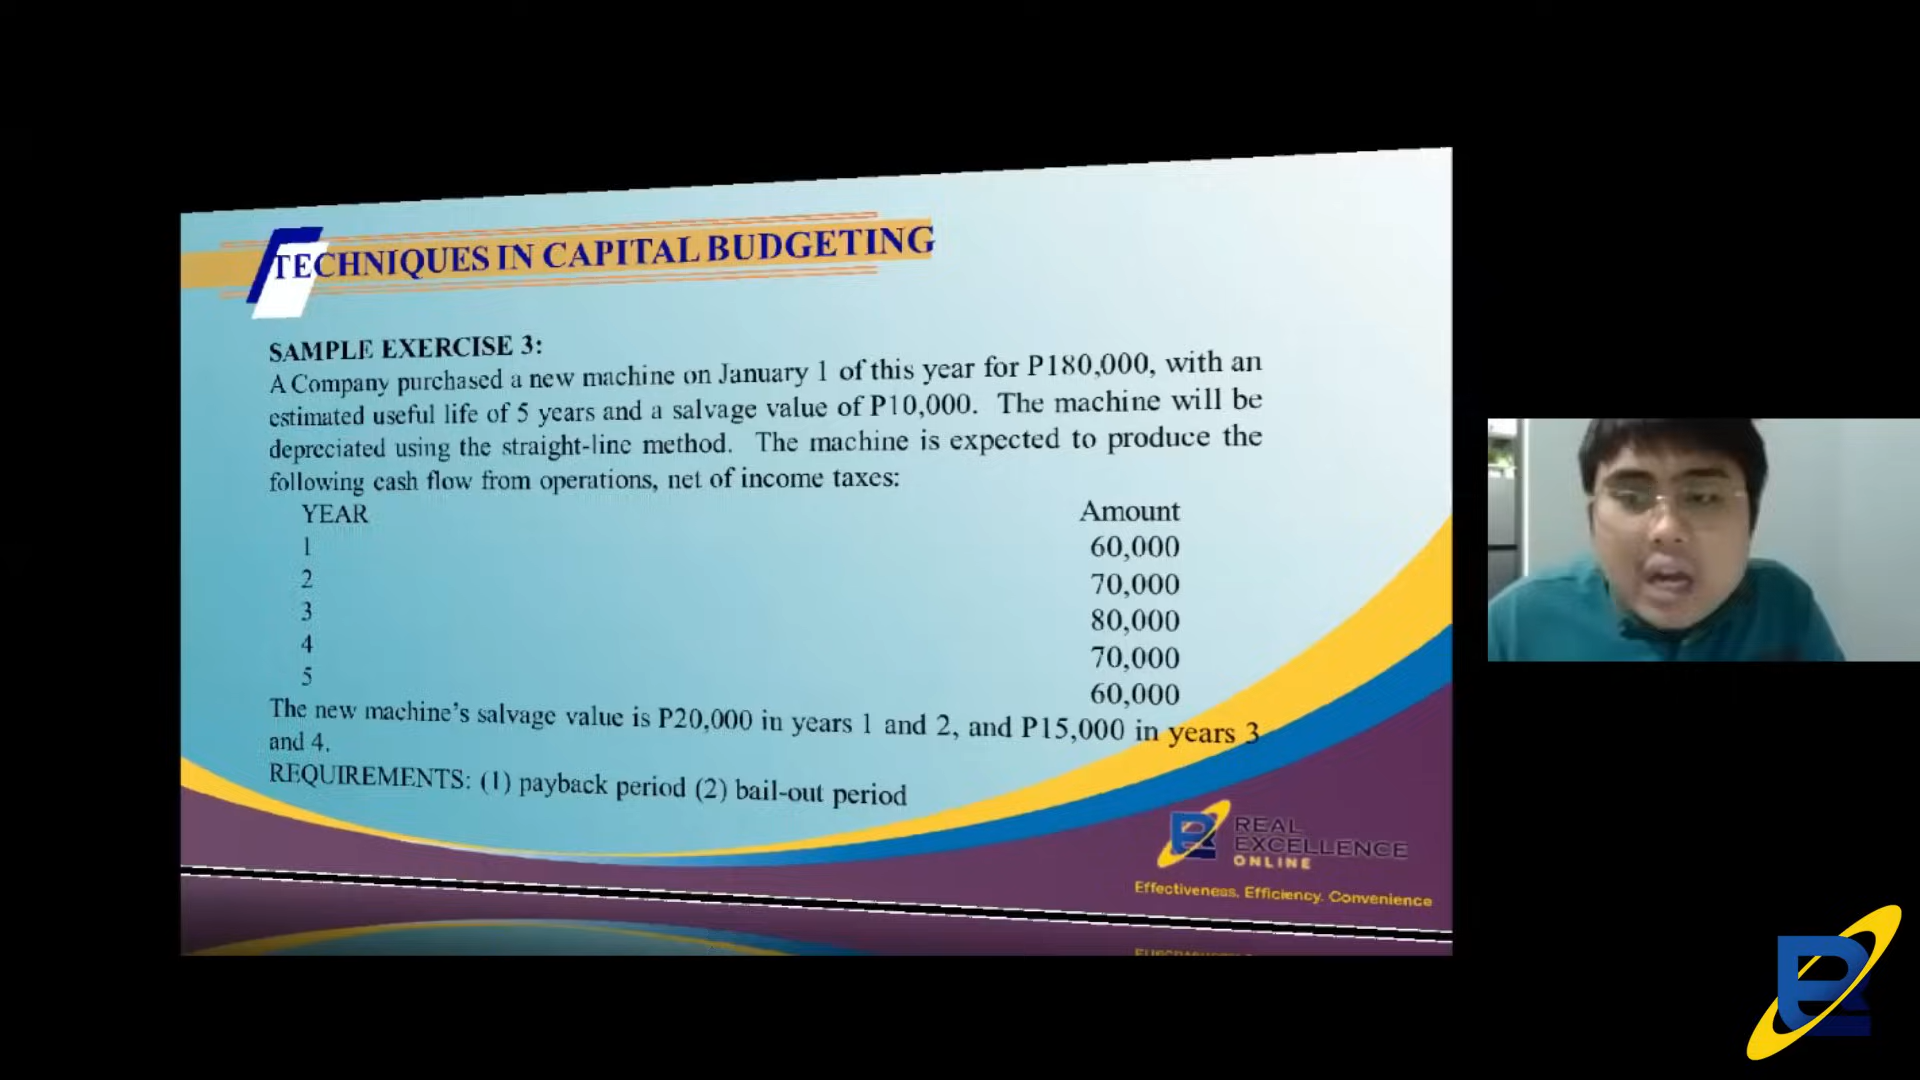 TECHNIQUES IN CAPITAL BUDGETING
SAMPLE EXERCISE 3:
A Company purchased a new machine on January 1 of this year for P180,000, with an
estimated useful life of 5 years and a salvage value of P10,000. The machine will be
depreciated using the straight-line method. The machine is expected to produce the
following cash flow from operations, net of income taxes:
YEAR Amount
1 60,000
2 70,000
3 80,000
4 70,000
5 60,000
The new machine's salvage value is P20,000 in years 1 and 2, and P15,000 in years 3
and 4.
REQUIREMENTS: (1) payback period (2) bail-out period
REAL
EXCELLENCE
ONLINE
Effectiveness. Efficiency. Convenience